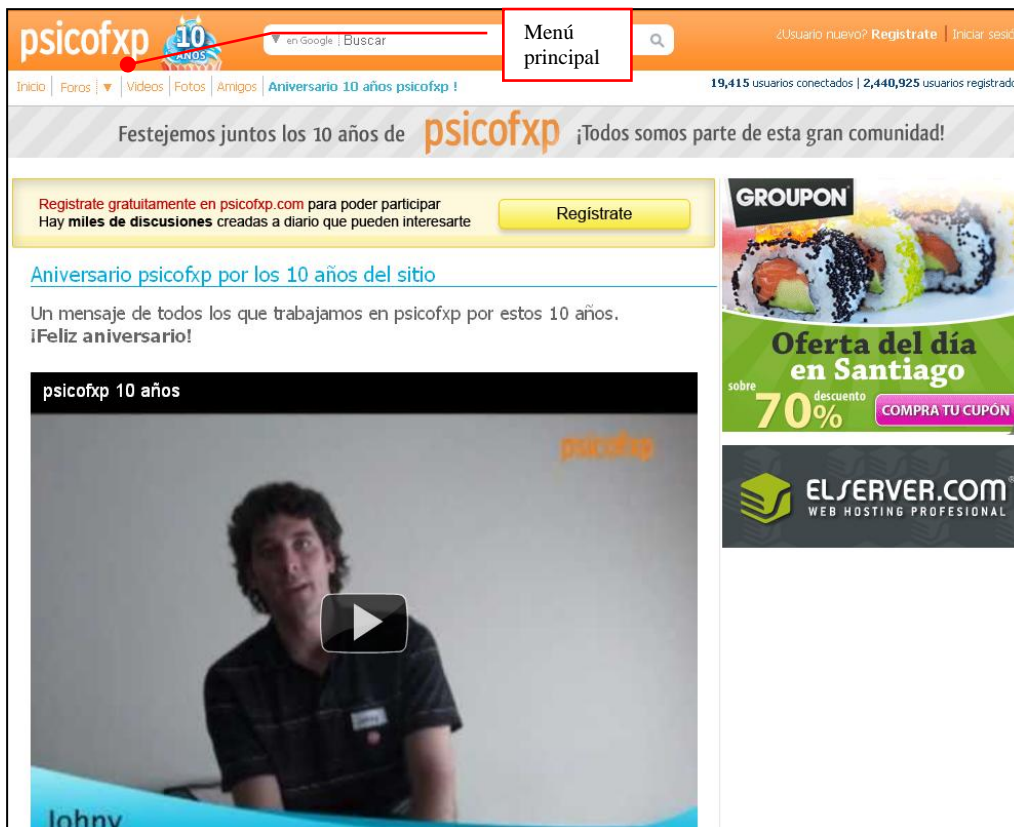 psicofxp 10 AÑOS
en Google Buscar
Menú
principal
¿Usuario nuevo? Registrate | Iniciar sesió
Inicio | Foros | ▼ | Videos | Fotos | Amigos | Aniversario 10 años psicofxp !
19,415 usuarios conectados | 2,440,925 usuarios registrado
Festejemos juntos los 10 años de psicofxp ¡Todos somos parte de esta gran comunidad!
Registrate gratuitamente en psicofxp.com para poder participar
Hay miles de discusiones creadas a diario que pueden interesarte
Regístrate
Aniversario psicofxp por los 10 años del sitio
Un mensaje de todos los que trabajamos en psicofxp por estos 10 años.
¡Feliz aniversario!
psicofxp 10 años
psicofxp
Johny
GROUPON
Oferta del día
en Santiago
sobre 70% descuento
COMPRA TU CUPÓN
ELSERVER.COM®
WEB HOSTING PROFESIONAL